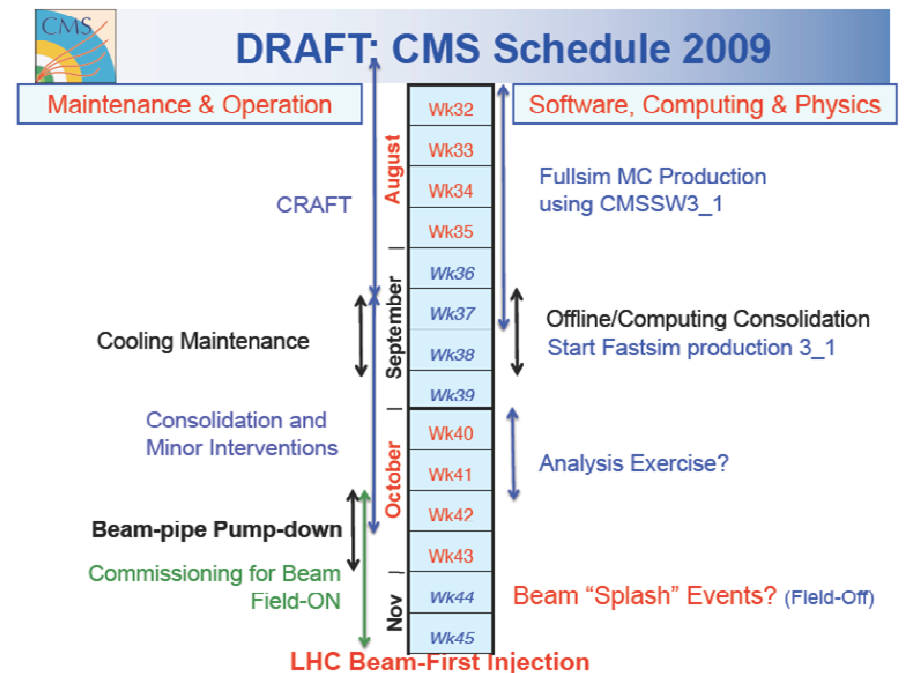 CMS
DRAFT: CMS Schedule 2009
Maintenance & Operation
Software, Computing & Physics
August
September
October
Nov
Wk32
Wk33
Wk34
Wk35
Wk36
Wk37
Wk38
Wk39
Wk40
Wk41
Wk42
Wk43
Wk44
Wk45
CRAFT
Cooling Maintenance
Consolidation and
Minor Interventions
Beam-pipe Pump-down
Commissioning for Beam
Field-ON
Fullsim MC Production
using CMSSW3_1
Offline/Computing Consolidation
Start Fastsim production 3_1
Analysis Exercise?
Beam “Splash” Events? (Field-Off)
LHC Beam-First Injection